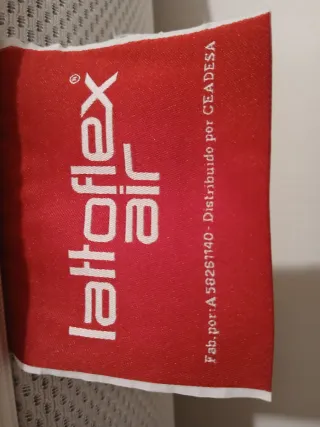 lattoflex®
air
Fab.por:A 58261140- Distribuido por CEADESA